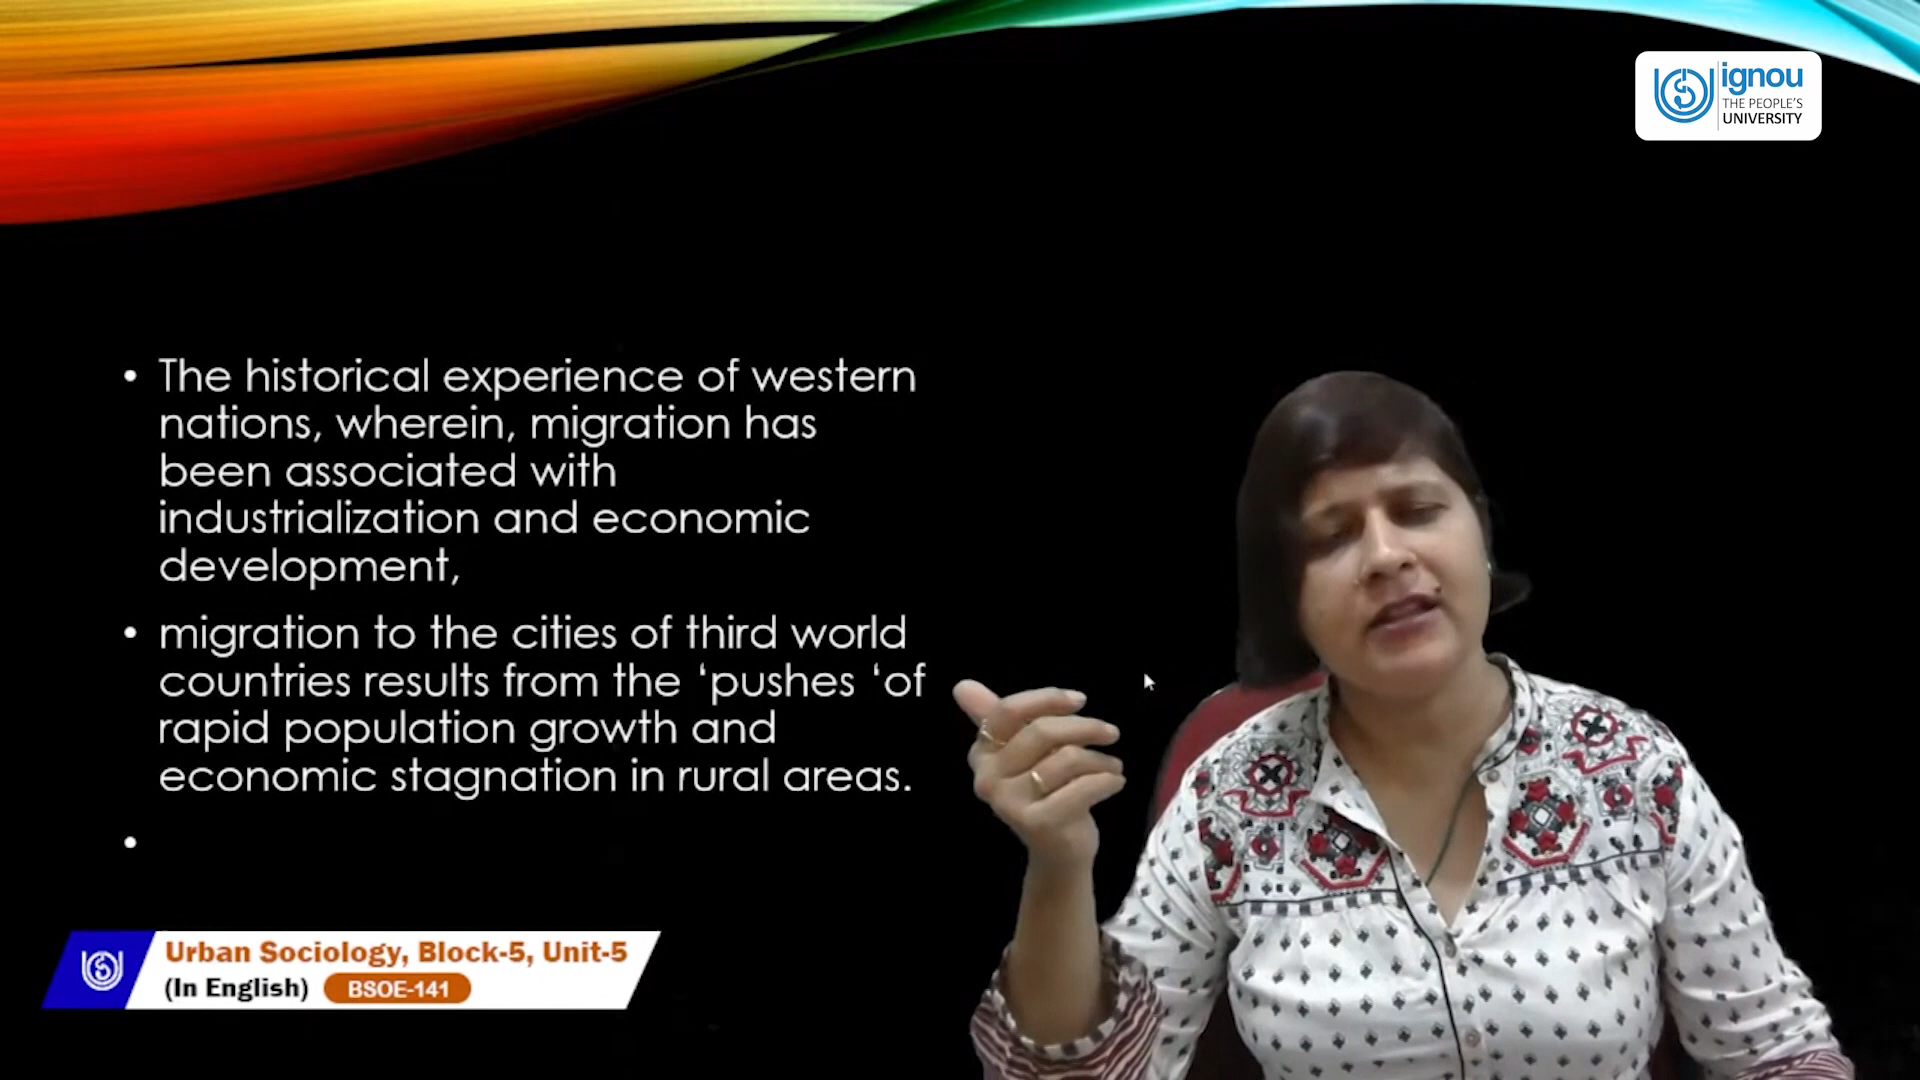 ignou
THE PEOPLE'S
UNIVERSITY
• The historical experience of western
nations, wherein, migration has
been associated with
industrialization and economic
development,
• migration to the cities of third world
countries results from the ‘pushes ‘of
rapid population growth and
economic stagnation in rural areas.
•
Urban Sociology, Block-5, Unit-5
(In English) BSOE-141